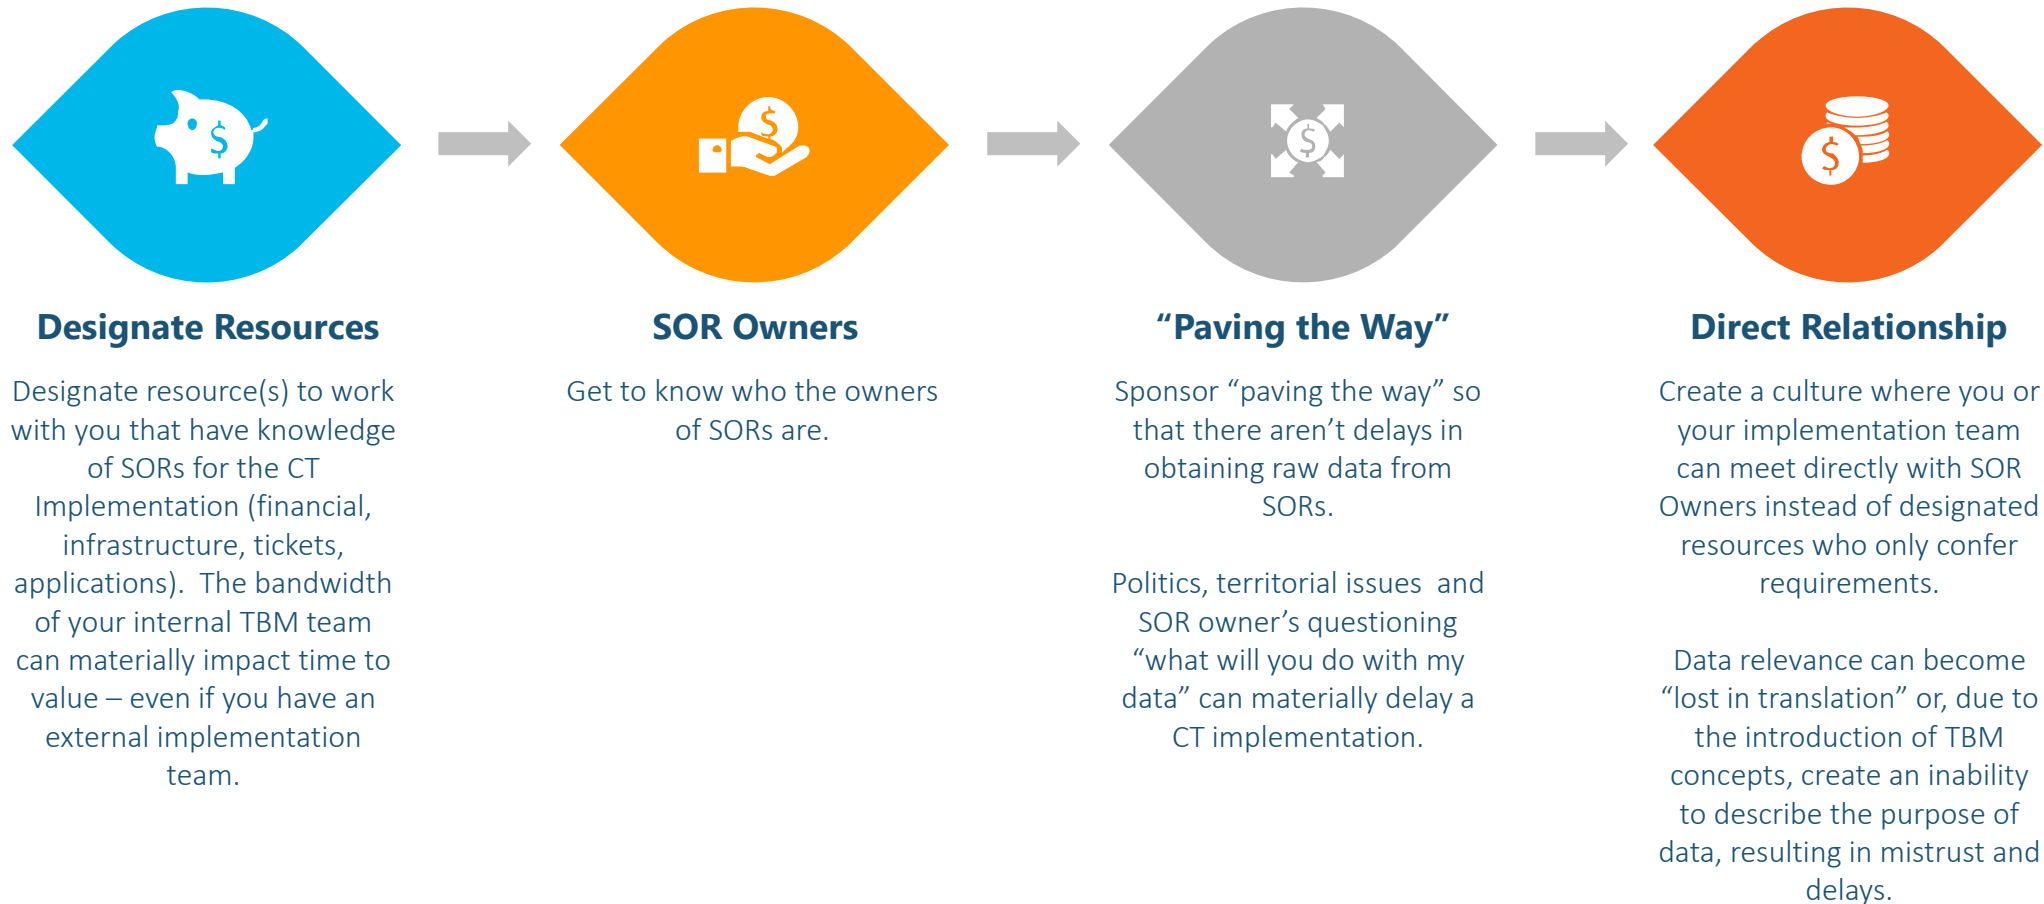 $
$
$
$
Designate Resources
Designate resource(s) to work
with you that have knowledge
of SORs for the CT
Implementation (financial,
infrastructure, tickets,
applications).  The bandwidth
of your internal TBM team
can materially impact time to
value – even if you have an
external implementation
team.
SOR Owners
Get to know who the owners
of SORs are.
“Paving the Way”
Sponsor “paving the way” so
that there aren’t delays in
obtaining raw data from
SORs.
Politics, territorial issues  and
SOR owner’s questioning
“what will you do with my
data” can materially delay a
CT implementation.
Direct Relationship
Create a culture where you or
your implementation team
can meet directly with SOR
Owners instead of designated
resources who only confer
requirements.
Data relevance can become
“lost in translation” or, due to
the introduction of TBM
concepts, create an inability
to describe the purpose of
data, resulting in mistrust and
delays.